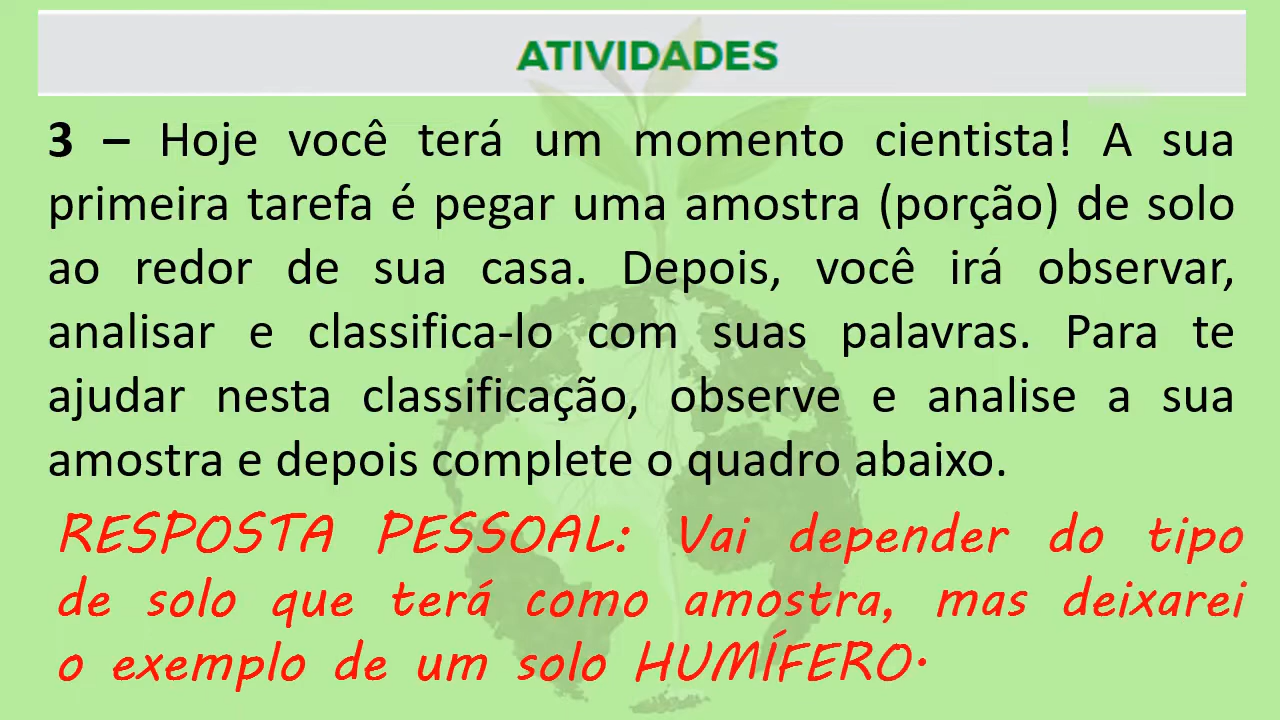 ATIVIDADES
3 – Hoje você terá um momento cientista! A sua
primeira tarefa é pegar uma amostra (porção) de solo
ao redor de sua casa. Depois, você irá observar,
analisar e classifica-lo com suas palavras. Para te
ajudar nesta classificação, observe e analise a sua
amostra e depois complete o quadro abaixo.
RESPOSTA PESSOAL: Vai depender do tipo
de solo que terá como amostra, mas deixarei
o exemplo de um solo HUMÍFERO.